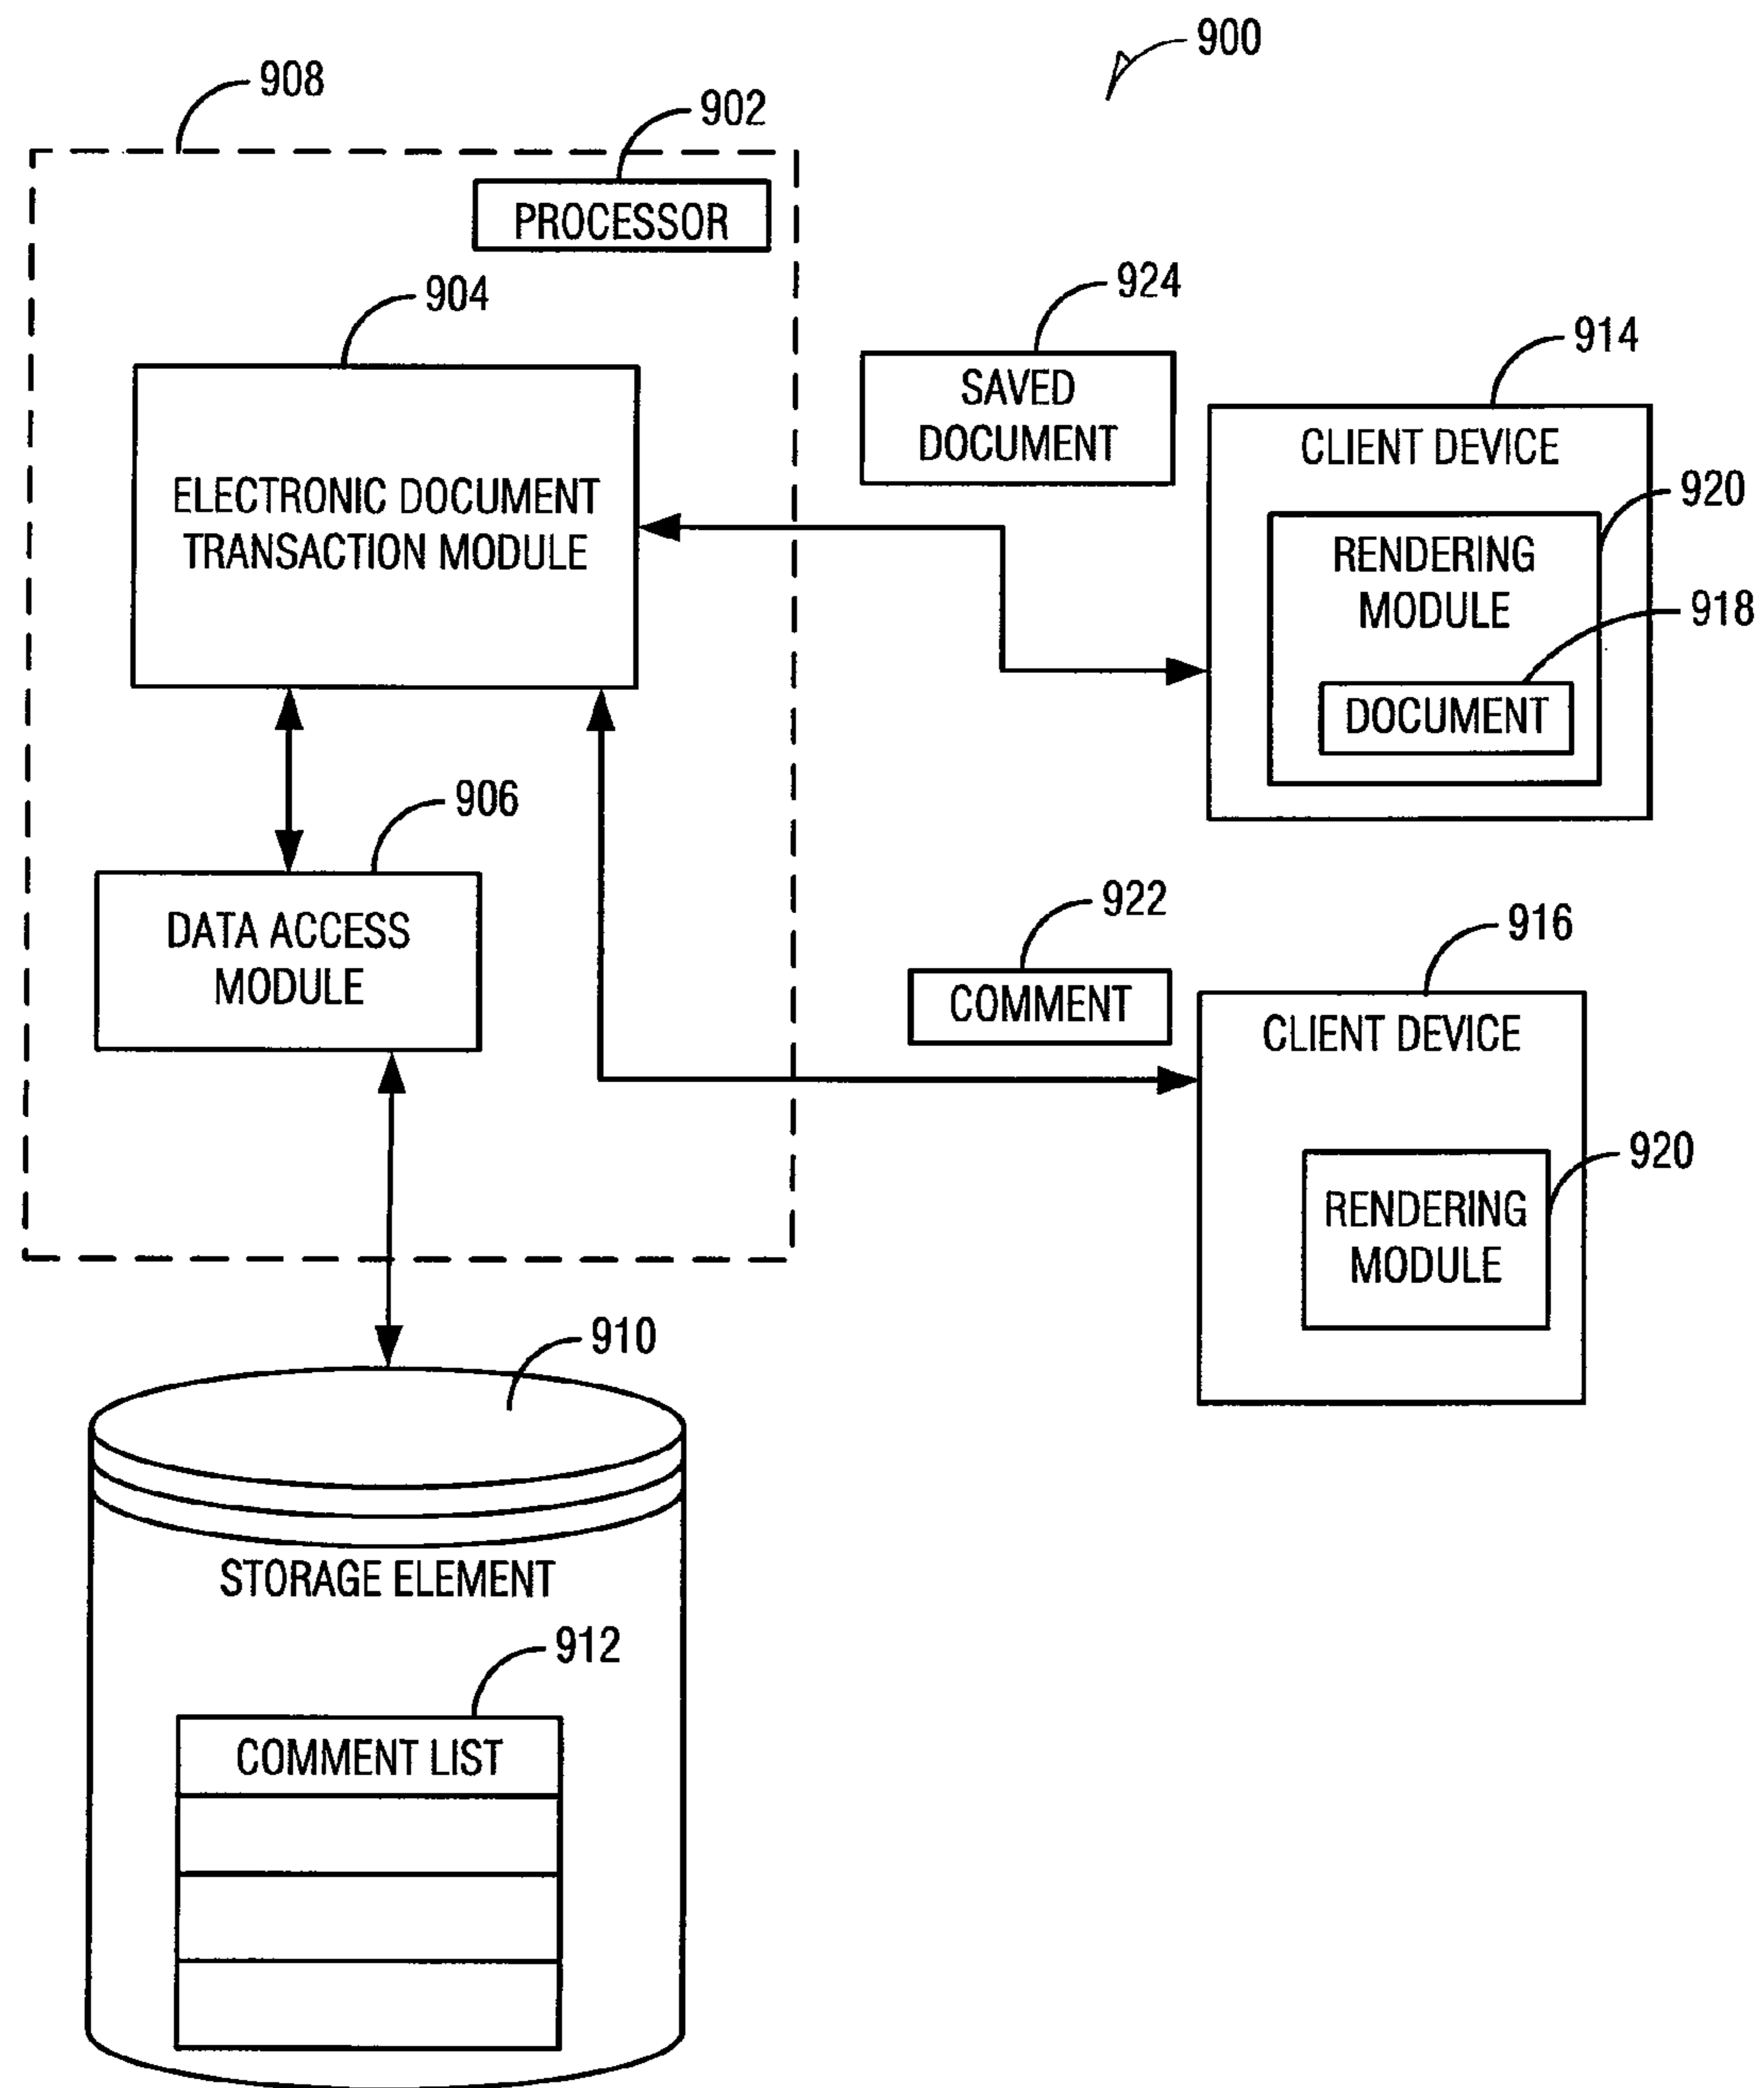 900
908
902
PROCESSOR
904
924
SAVED
DOCUMENT
914
CLIENT DEVICE
ELECTRONIC DOCUMENT
TRANSACTION MODULE
920
RENDERING
MODULE
918
DOCUMENT
906
DATA ACCESS
MODULE
922
COMMENT
916
CLIENT DEVICE
920
RENDERING
MODULE
910
STORAGE ELEMENT
912
COMMENT LIST